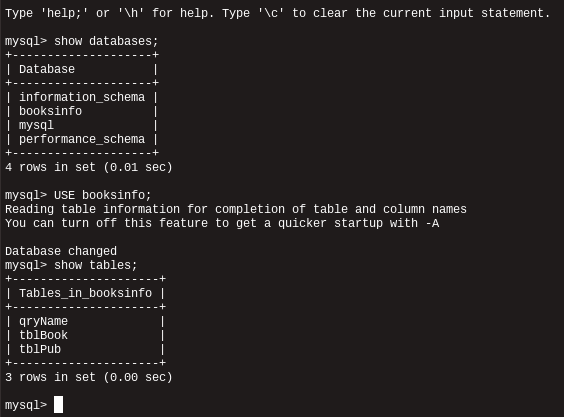 Type 'help;' or '\h' for help. Type '\c' to clear the current input statement.
mysql> show databases;
+--------------------+
| Database           |
+--------------------+
| information_schema |
| booksinfo          |
| mysql              |
| performance_schema |
+--------------------+
4 rows in set (0.01 sec)
mysql> USE booksinfo;
Reading table information for completion of table and column names
You can turn off this feature to get a quicker startup with -A
Database changed
mysql> show tables;
+---------------------+
| Tables_in_booksinfo |
+---------------------+
| qryName             |
| tblBook             |
| tblPub              |
+---------------------+
3 rows in set (0.00 sec)
mysql>